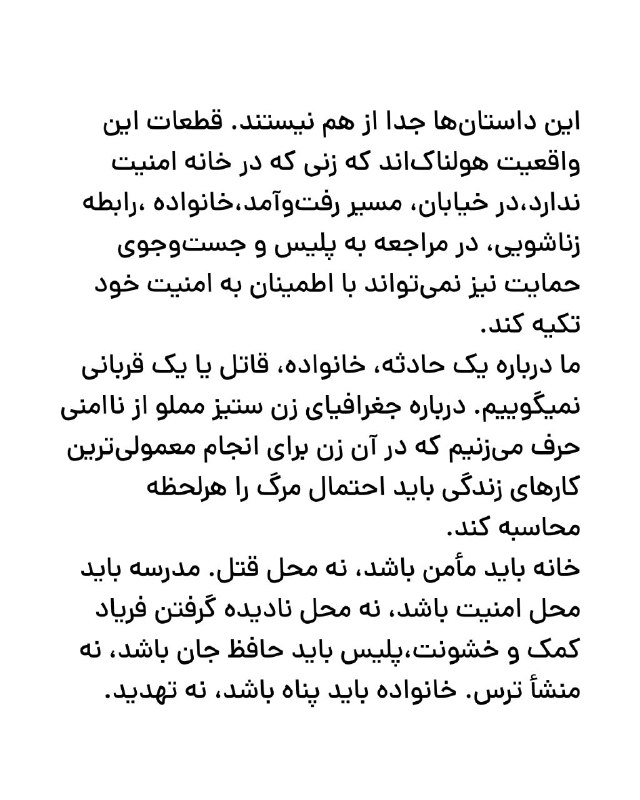 این داستان‌ها جدا از هم نیستند. قطعات این
واقعیت هولناک‌اند که زنی که در خانه امنیت
ندارد،در خیابان، مسیر رفت‌وآمد،خانواده ،رابطه
زناشویی، در مراجعه به پلیس و جست‌وجوی
حمایت نیز نمی‌تواند با اطمینان به امنیت خود
تکیه کند.
ما درباره یک حادثه، خانواده، قاتل یا یک قربانی
نمیگوییم. درباره جغرافیای زن ستیز مملو از ناامنی
حرف می‌زنیم که در آن زن برای انجام معمولی‌ترین
کارهای زندگی باید احتمال مرگ را هرلحظه
محاسبه کند.
خانه باید مأمن باشد، نه محل قتل. مدرسه باید
محل امنیت باشد، نه محل نادیده گرفتن فریاد
کمک و خشونت،پلیس باید حافظ جان باشد، نه
منشأ ترس. خانواده باید پناه باشد، نه تهدید.